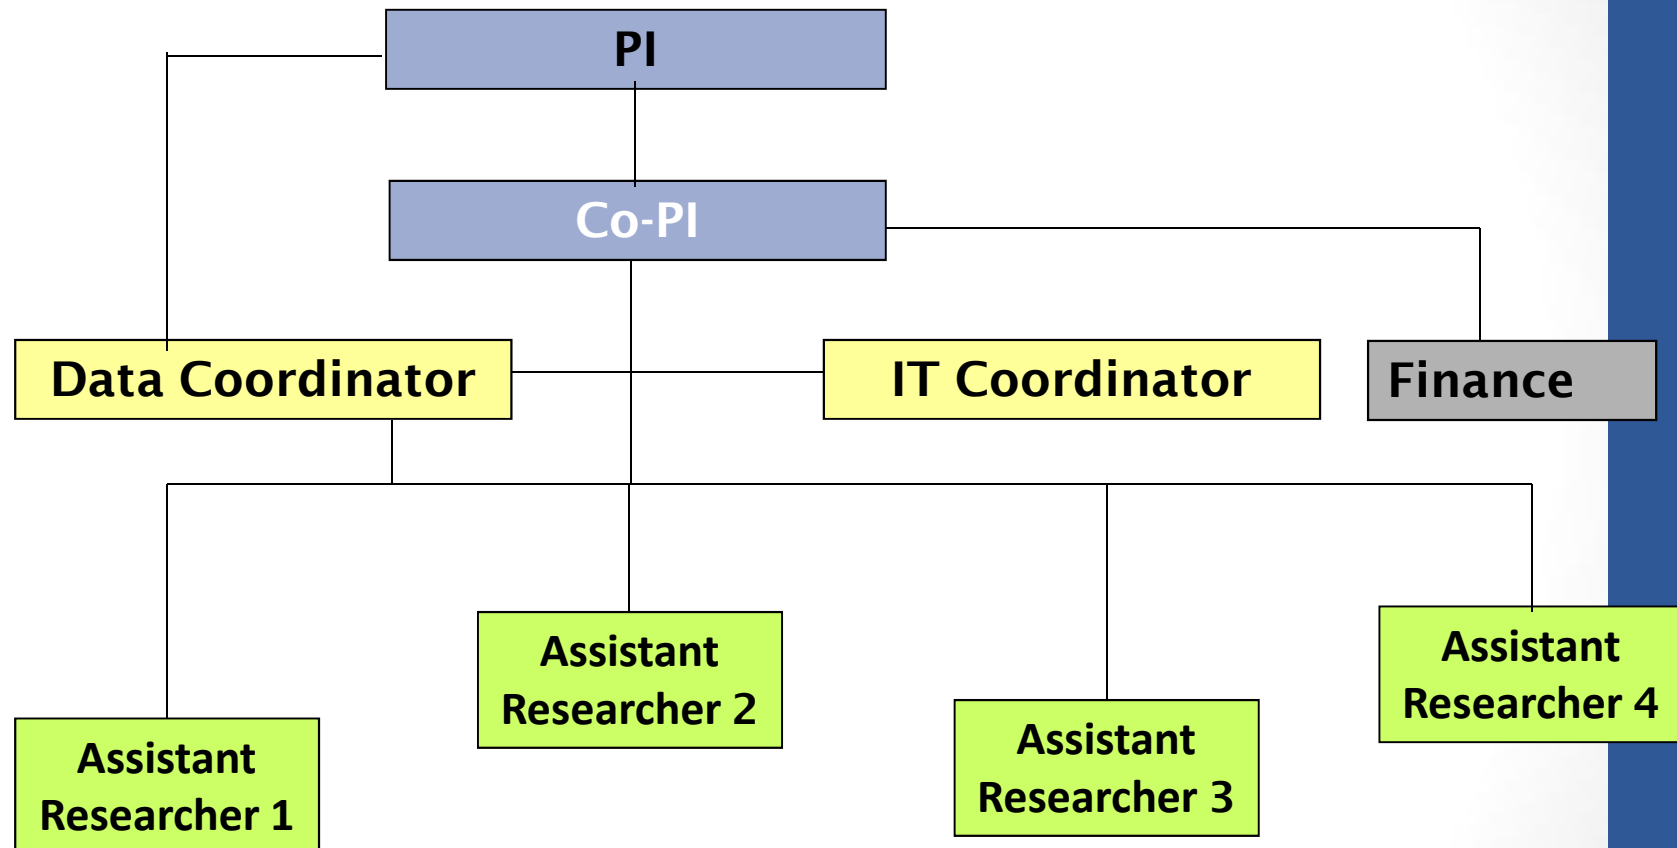 PI
Co-PI
Data Coordinator
IT Coordinator
Finance
Assistant
Researcher 1
Assistant
Researcher 2
Assistant
Researcher 3
Assistant
Researcher 4